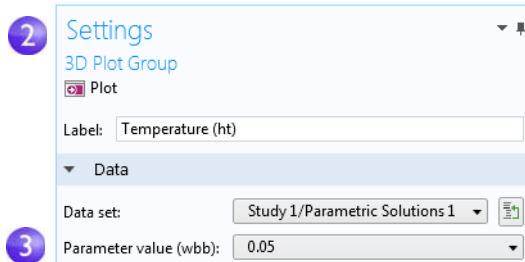 2 Settings
3D Plot Group
Plot
Label: Temperature (ht)
Data
Data set: Study 1/Parametric Solutions 1
3 Parameter value (wbb): 0.05